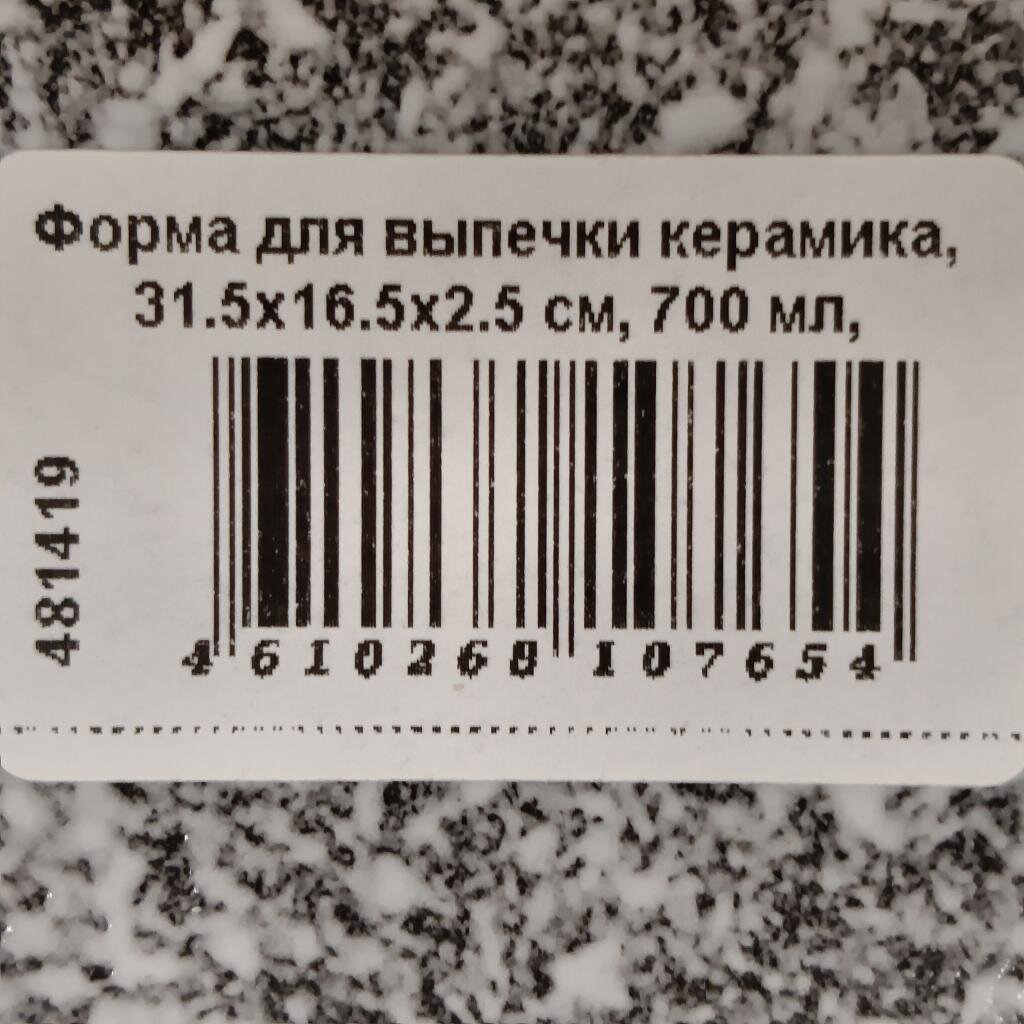 Форма для выпечки керамика,
31.5x16.5x2.5 см, 700 мл,
481419
4 610268 107654